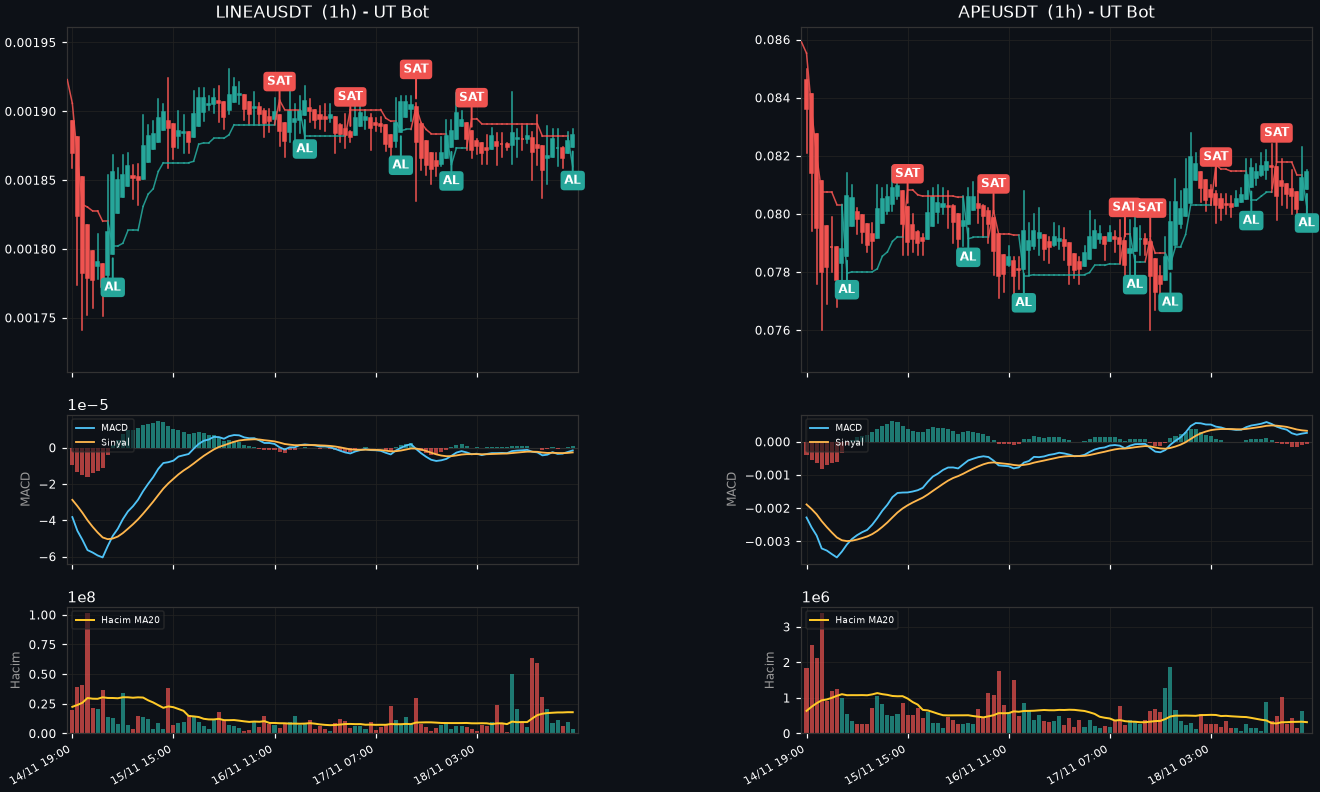 LINEAUSDT (1h) - UT Bot
0.00195
0.00190
0.00185
0.00180
0.00175
SAT
SAT
SAT
SAT
AL
AL
AL
AL
AL
1e−5
MACD
Sinyal
0
−2
−4
−6
MACD
1e8
Hacim MA20
1.00
0.75
0.50
0.25
0.00
Hacim
14/11 19:00
15/11 15:00
16/11 11:00
17/11 07:00
18/11 03:00
APEUSDT (1h) - UT Bot
0.086
0.084
0.082
0.080
0.078
0.076
SAT
SAT
SAT
SAT
SAT
SAT
AL
AL
AL
AL
AL
AL
AL
MACD
Sinyal
0.000
−0.001
−0.002
−0.003
MACD
1e6
Hacim MA20
3
2
1
0
Hacim
14/11 19:00
15/11 15:00
16/11 11:00
17/11 07:00
18/11 03:00